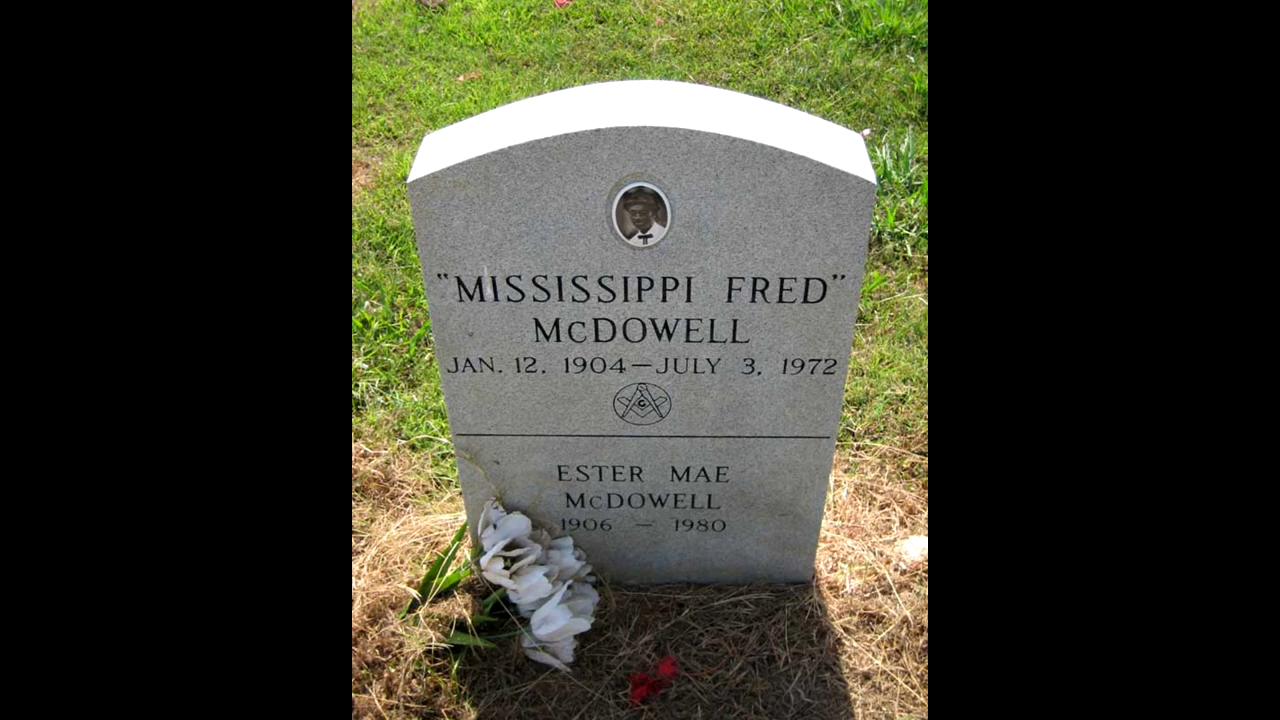 "MISSISSIPPI FRED"
McDOWELL
JAN. 12, 1904—JULY 3, 1972
G
ESTER MAE
McDOWELL
1906 — 1980